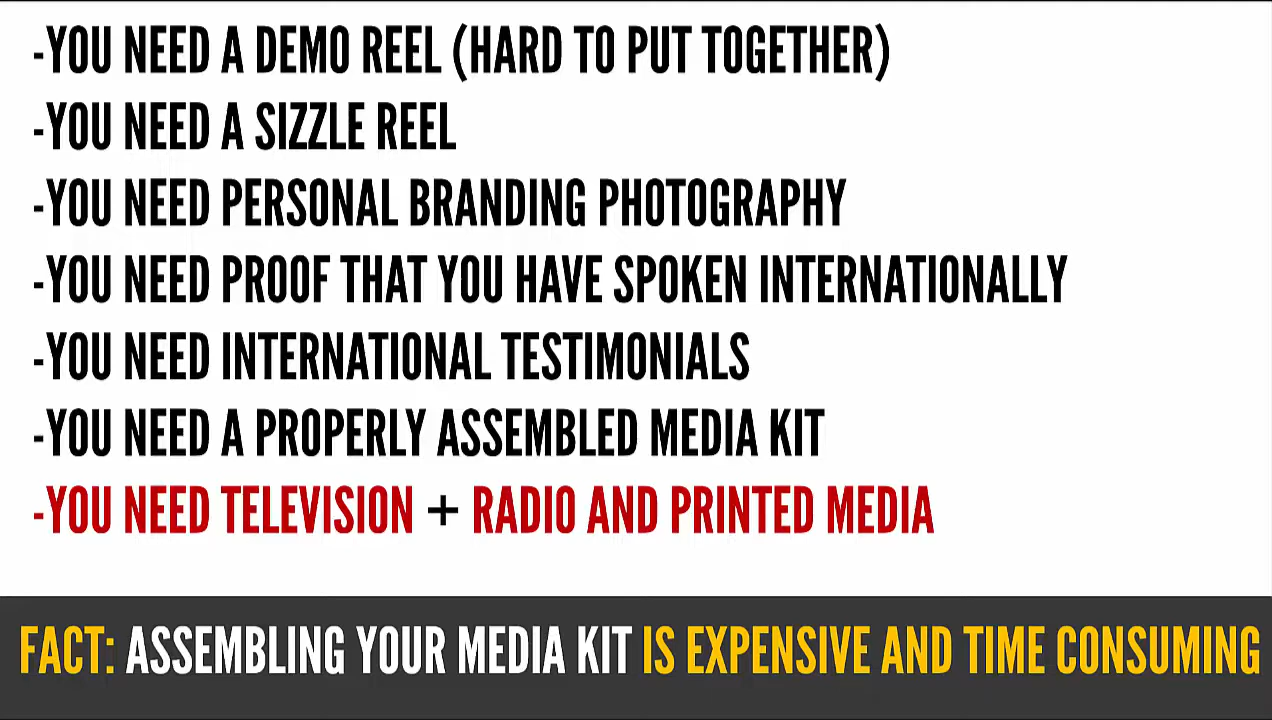 -YOU NEED A DEMO REEL (HARD TO PUT TOGETHER)
-YOU NEED A SIZZLE REEL
-YOU NEED PERSONAL BRANDING PHOTOGRAPHY
-YOU NEED PROOF THAT YOU HAVE SPOKEN INTERNATIONALLY
-YOU NEED INTERNATIONAL TESTIMONIALS
-YOU NEED A PROPERLY ASSEMBLED MEDIA KIT
-YOU NEED TELEVISION + RADIO AND PRINTED MEDIA
FACT: ASSEMBLING YOUR MEDIA KIT IS EXPENSIVE AND TIME CONSUMING